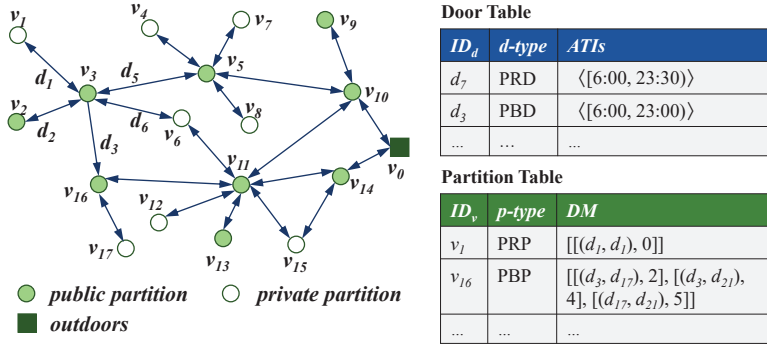 v1
v4
v7
v9
v3
d5
v5
d1
v10
v2
d2
d6
v6
v8
d3
v11
v0
v16
v14
v12
v17
v13
v15
public partition
private partition
outdoors
Door Table
IDd d-type ATIs
d7 PRD ⟨[6:00, 23:30)⟩
d3 PBD ⟨[6:00, 23:00)⟩
... ... ...
Partition Table
IDv p-type DM
v1 PRP [[(d1, d1), 0]]
v16 PBP [[(d3, d17), 2], [(d3, d21),
4], [(d17, d21), 5]]
... ... ...